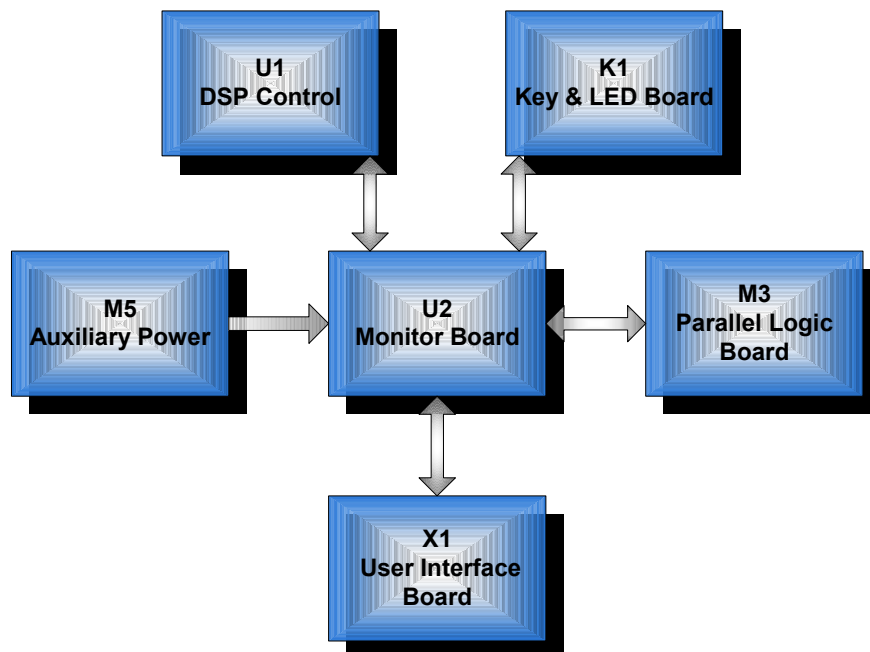 U1
DSP Control
K1
Key & LED Board
M5
Auxiliary Power
U2
Monitor Board
M3
Parallel Logic
Board
X1
User Interface
Board